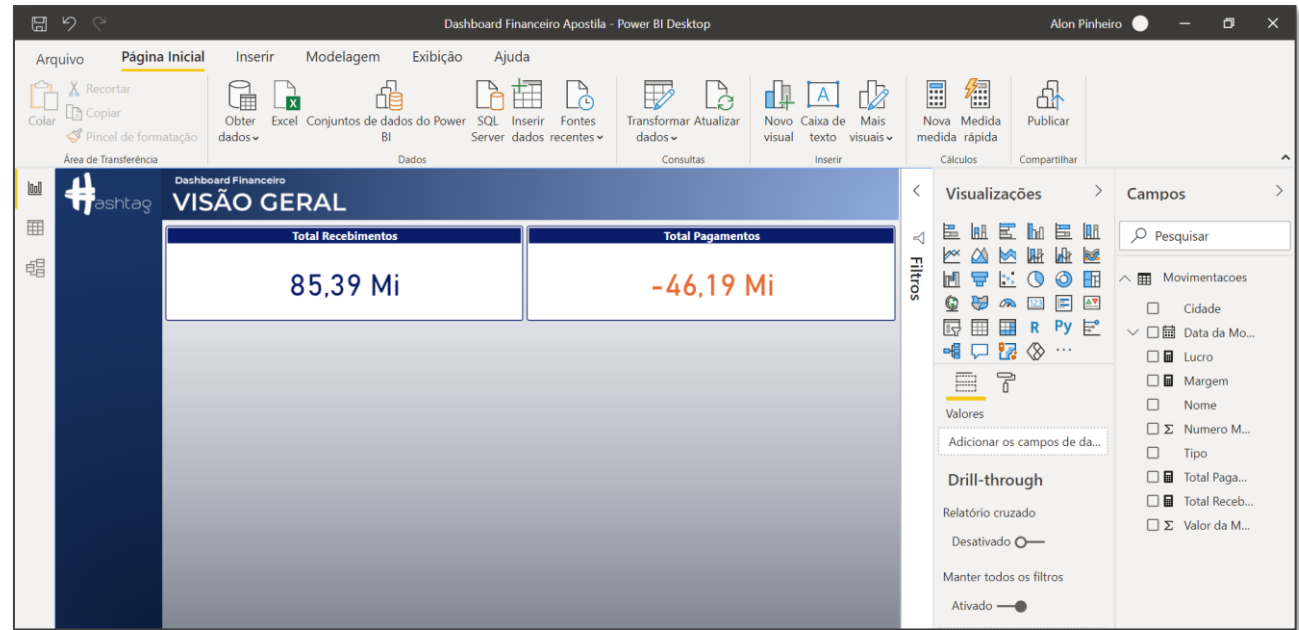 Dashboard Financeiro Apostila - Power BI Desktop
Alon Pinheiro
Arquivo
Página Inicial
Inserir
Modelagem
Exibição
Ajuda
Colar
Recortar
Copiar
Pincel de formatação
Área de Transferência
Obter dados
Excel
Conjuntos de dados do Power BI
SQL Server
Inserir dados
Fontes recentes
Dados
Transformar dados
Atualizar
Consultas
Novo visual
Caixa de texto
A
Mais visuais
Inserir
Nova medida
Medida rápida
Cálculos
Publicar
Compartilhar
Hashtag
Dashboard Financeiro
VISÃO GERAL
Total Recebimentos
85,39 Mi
Total Pagamentos
-46,19 Mi
Filtros
Visualizações
123
R
Py
...
Valores
Adicionar os campos de da...
Drill-through
Relatório cruzado
Desativado
Manter todos os filtros
Ativado
Campos
Pesquisar
Movimentacoes
Cidade
Data da Mo...
Lucro
Margem
Nome
Σ Numero M...
Tipo
Total Paga...
Total Receb...
Σ Valor da M...